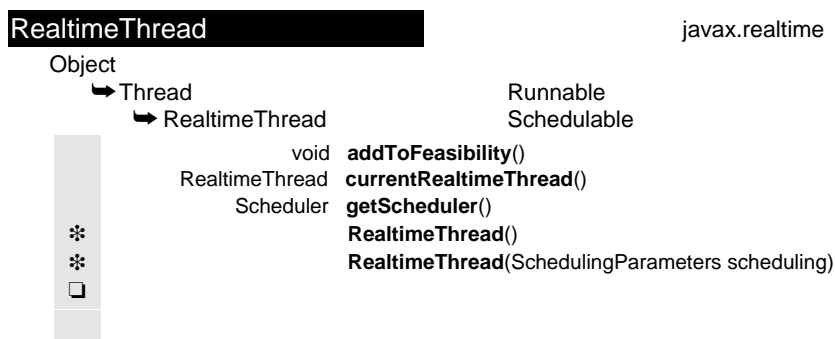 RealtimeThread javax.realtime
Object
➥ Thread Runnable
➥ RealtimeThread Schedulable
void addToFeasibility()
RealtimeThread currentRealtimeThread()
Scheduler getScheduler()
✻ RealtimeThread()
✻ RealtimeThread(SchedulingParameters scheduling)
❏